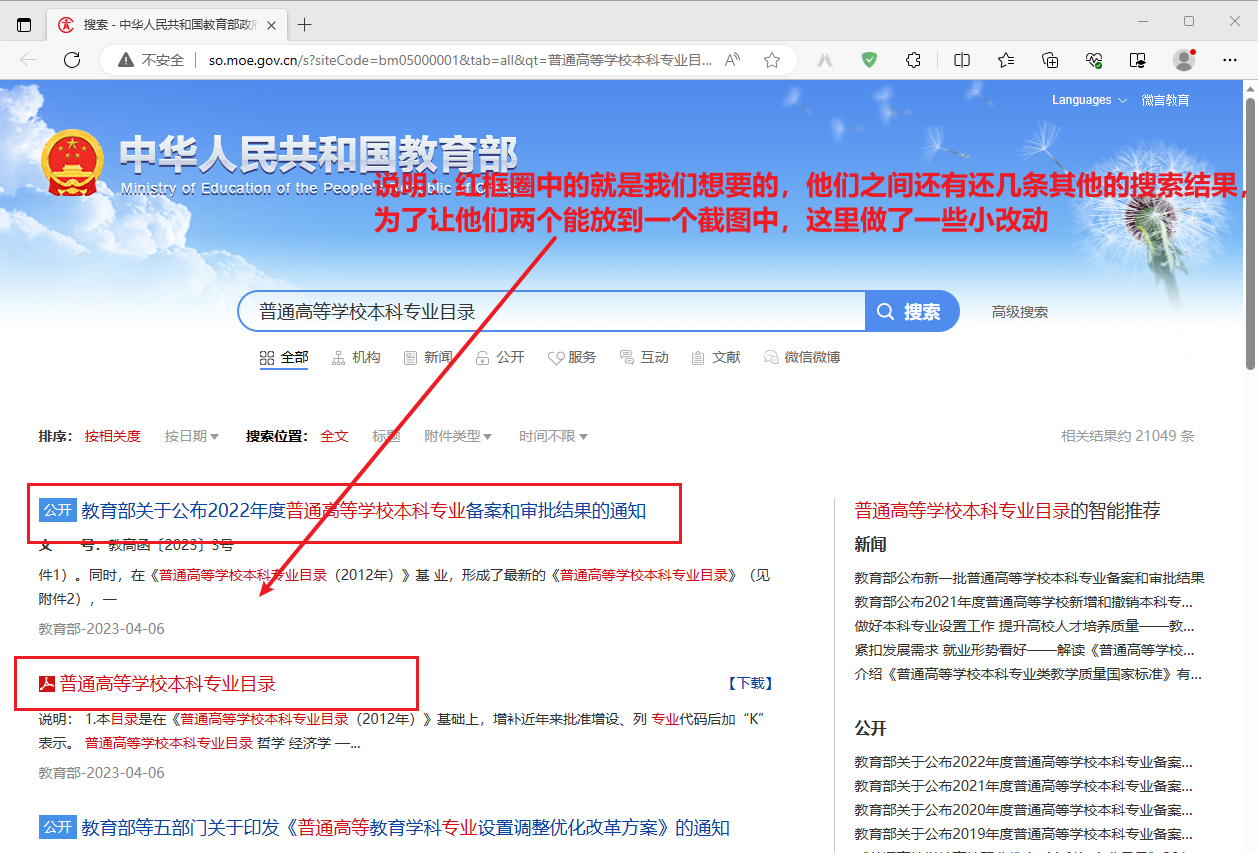 搜索 - 中华人民共和国教育部政府
不安全
so.moe.gov.cn/s?siteCode=bm05000001&tab=all&qt=普通高等学校本科专业目...
Languages
微言教育
中华人民共和国教育部
Ministry of Education of the People's Republic of China
说明：红框圈中的就是我们想要的，他们之间还有还几条其他的搜索结果，
为了让他们两个能放到一个截图中，这里做了一些小改动
普通高等学校本科专业目录
搜索
高级搜索
全部 机构 新闻 公开 服务 互动 文献 微信微博
排序： 按相关度 按日期 搜索位置： 全文 标题 附件类型 时间不限
相关结果约 21049 条
公开 教育部关于公布2022年度普通高等学校本科专业备案和审批结果的通知
文 号：教高函〔2023〕3号
件1）。同时，在《普通高等学校本科专业目录（2012年）》基 业，形成了最新的《普通高等学校本科专业目录》（见
附件2），—
教育部-2023-04-06
普通高等学校本科专业目录
【下载】
说明： 1.本目录是在《普通高等学校本科专业目录（2012年）》基础上，增补近年来批准增设、列 专业代码后加“K”
表示。 普通高等学校本科专业目录 哲学 经济学 —...
教育部-2023-04-06
公开 教育部等五部门关于印发《普通高等教育学科专业设置调整优化改革方案》的通知
普通高等学校本科专业目录的智能推荐
新闻
教育部公布新一批普通高等学校本科专业备案和审批结果
教育部公布2021年度普通高等学校新增和撤销本科专...
做好本科专业设置工作 提升高校人才培养质量——教...
紧扣发展需求 就业形势看好——解读《普通高等学校...
介绍《普通高等学校本科专业类教学质量国家标准》有...
公开
教育部关于公布2022年度普通高等学校本科专业备案...
教育部关于公布2021年度普通高等学校本科专业备案...
教育部关于公布2020年度普通高等学校本科专业备案...
教育部关于公布2019年度普通高等学校本科专业备案...